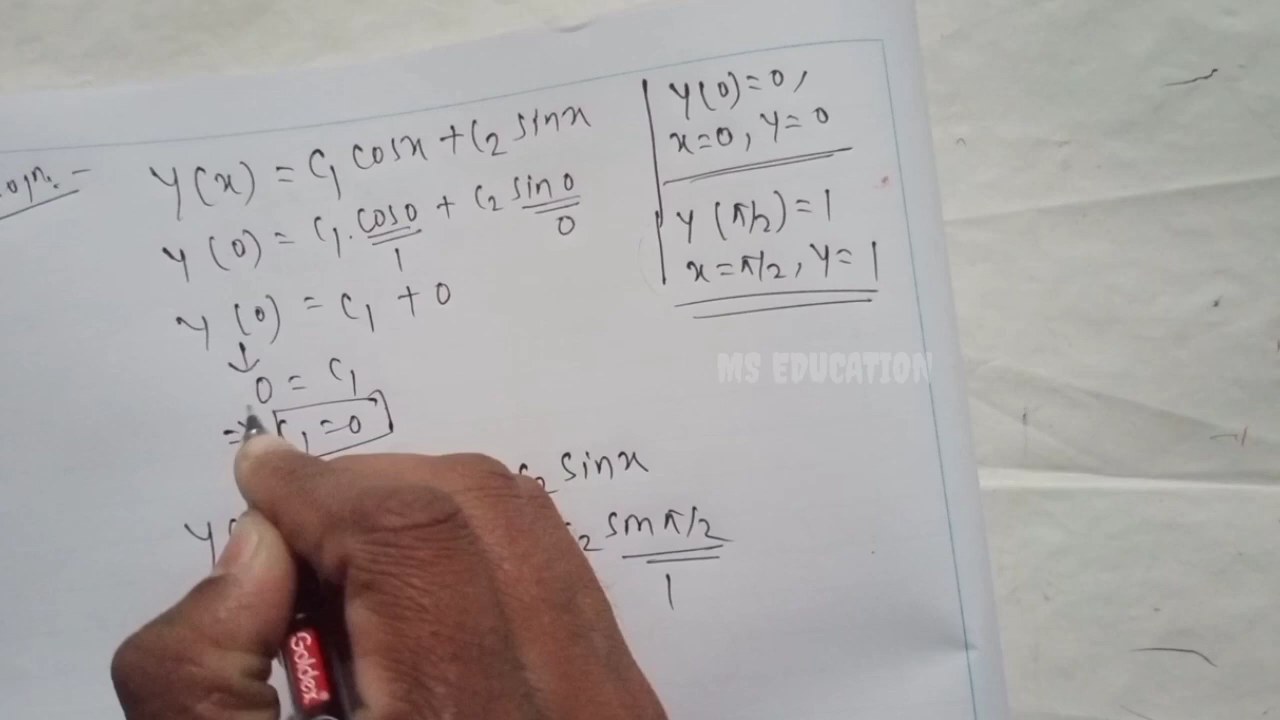 Y(x) = C₁ cosx + C₂ sinx
Y(0) = C₁. cos0 + C₂ sin0
1 0
Y(0) = C₁ + 0
↓
0 = C₁
C₁ = 0
C₂ sinx
Y C₂ sin π/2
1
Y(0)=0,
x=0, Y=0
Y(π/2)=1
x=π/2, Y=1
MS EDUCATION
Goldex